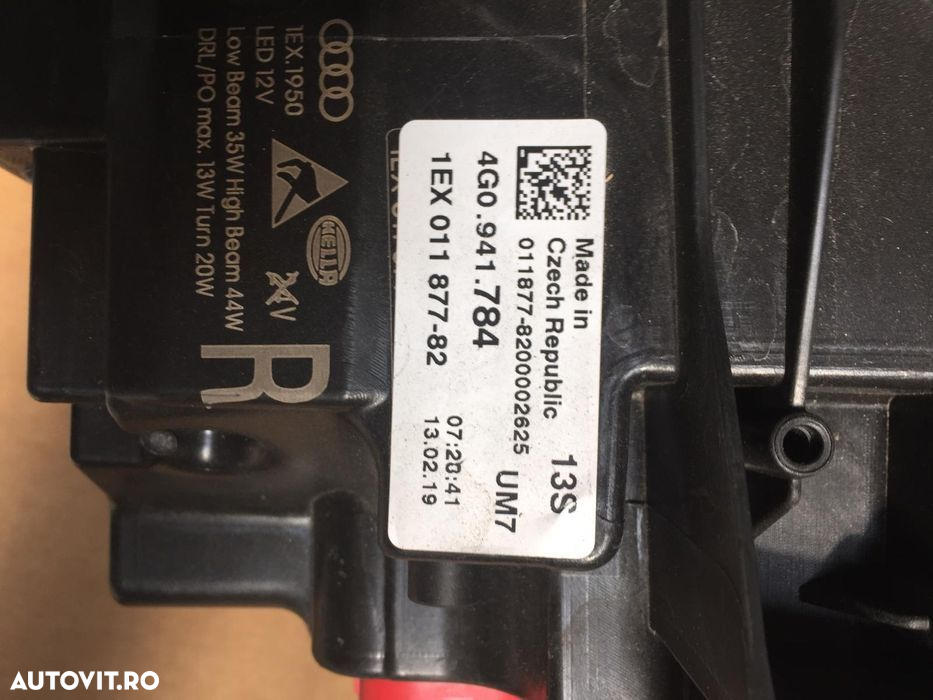 1EX.1950
LED 12V
Low Beam 35W High Beam 44W
DRL/PO max. 13W Turn 20W
HELLA
24V
R
Made in
Czech Republic
13S
011877-8200002625
UM7
4G0.941.784
1EX 011 877-82
07:20:41
13.02.19
AUTOVIT.RO